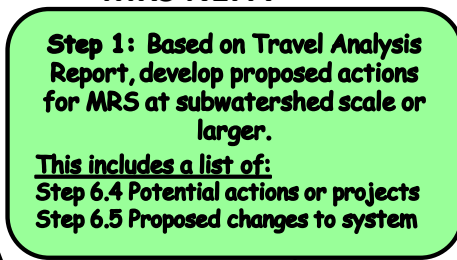 Step 1: Based on Travel Analysis
Report, develop proposed actions
for MRS at subwatershed scale or
larger.
This includes a list of:
Step 6.4 Potential actions or projects
Step 6.5 Proposed changes to system